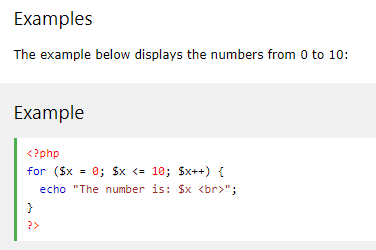 Examples
The example below displays the numbers from 0 to 10:
Example
<?php
for ($x = 0; $x <= 10; $x++) {
  echo "The number is: $x <br>";
}
?>